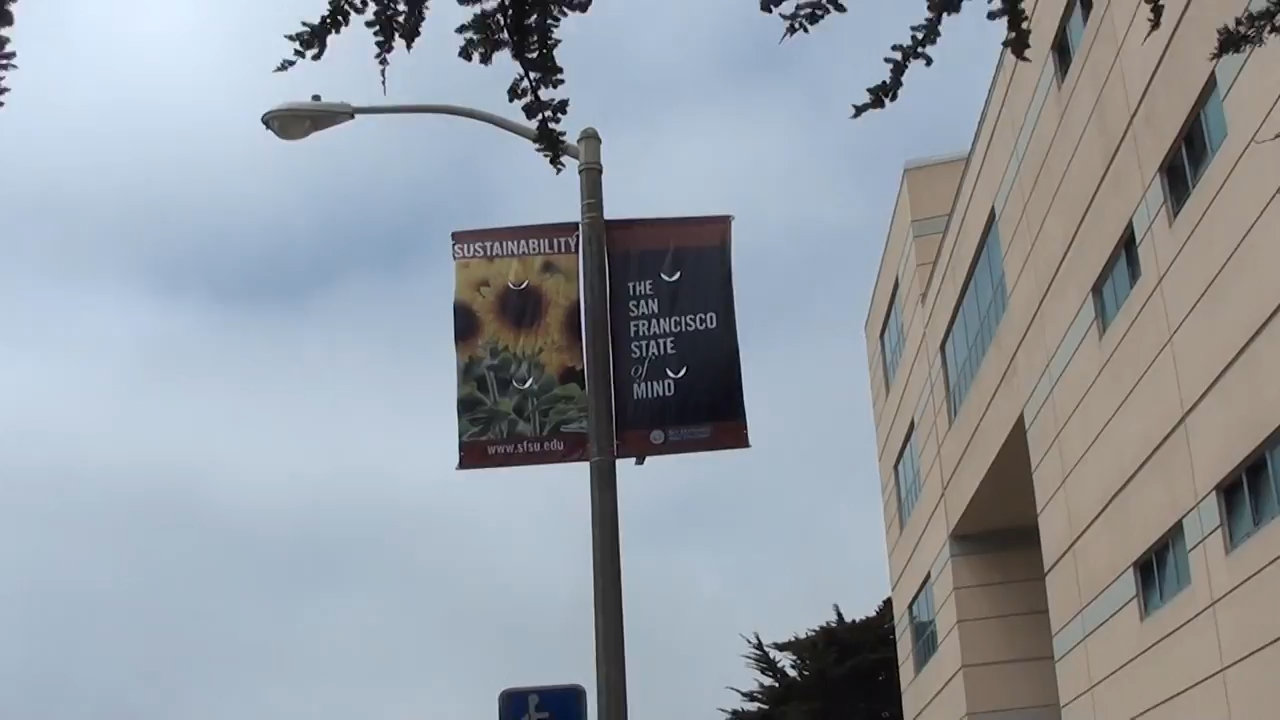 SUSTAINABILITY
www.sfsu.edu
THE
SAN
FRANCISCO
STATE
of
MIND